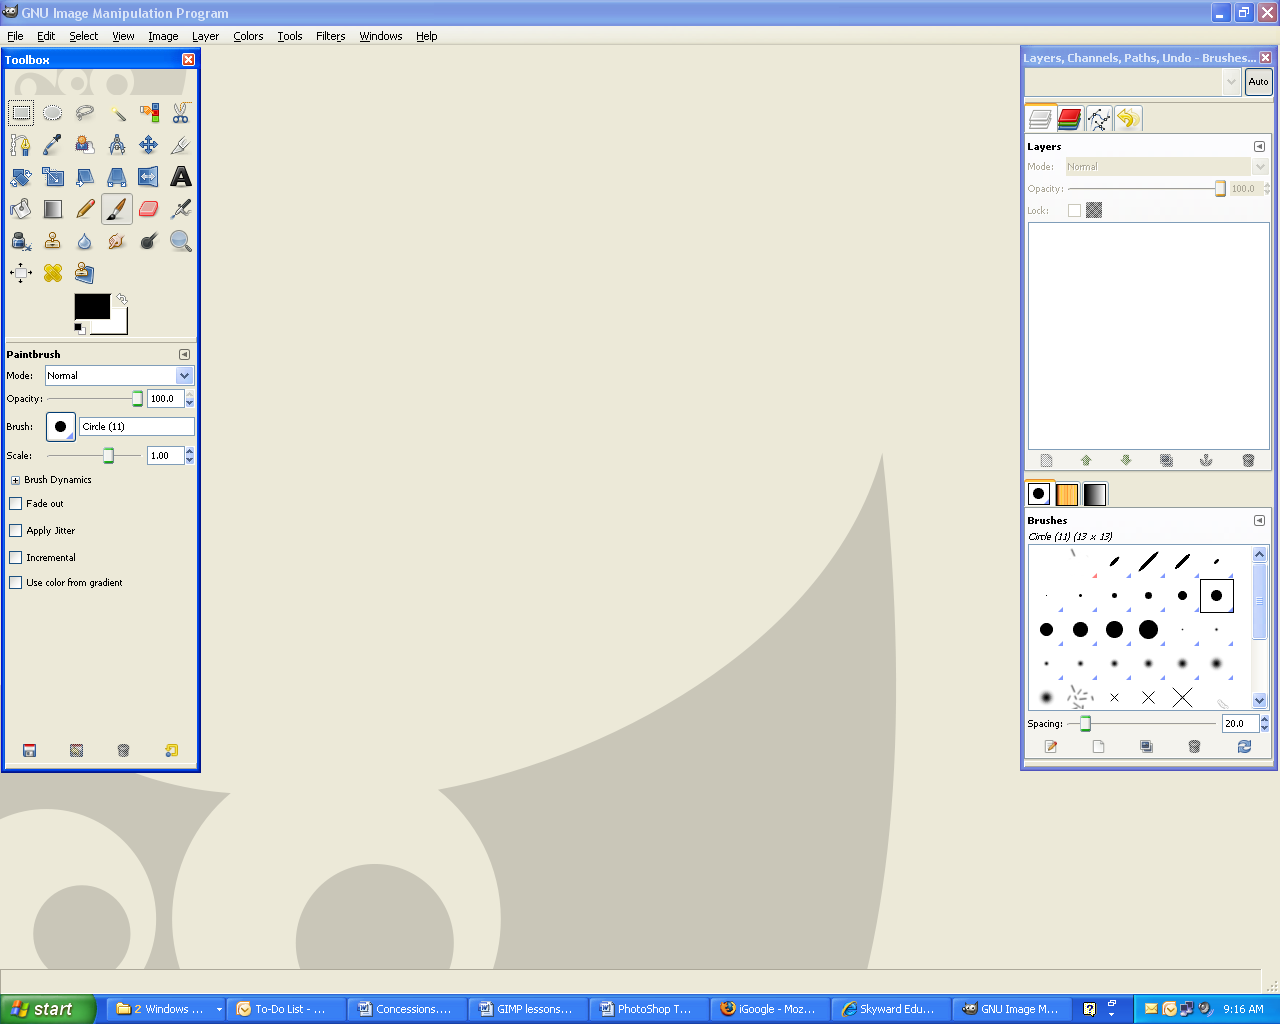 GNU Image Manipulation Program
File Edit Select View Image Layer Colors Tools Filters Windows Help
Toolbox
Paintbrush
Mode: Normal
Opacity: 100.0
Brush: Circle (11)
Scale: 1.00
Brush Dynamics
Fade out
Apply Jitter
Incremental
Use color from gradient
Layers, Channels, Paths, Undo - Brushes...
Auto
Layers
Mode: Normal
Opacity: 100.0
Lock:
Brushes
Circle (11) (13 x 13)
Spacing: 20.0
start 2 Windows ... To-Do List - ... Concessions.... GIMP lessons... PhotoShop T... iGoogle - Moz... Skyward Edu... GNU Image M... 9:16 AM